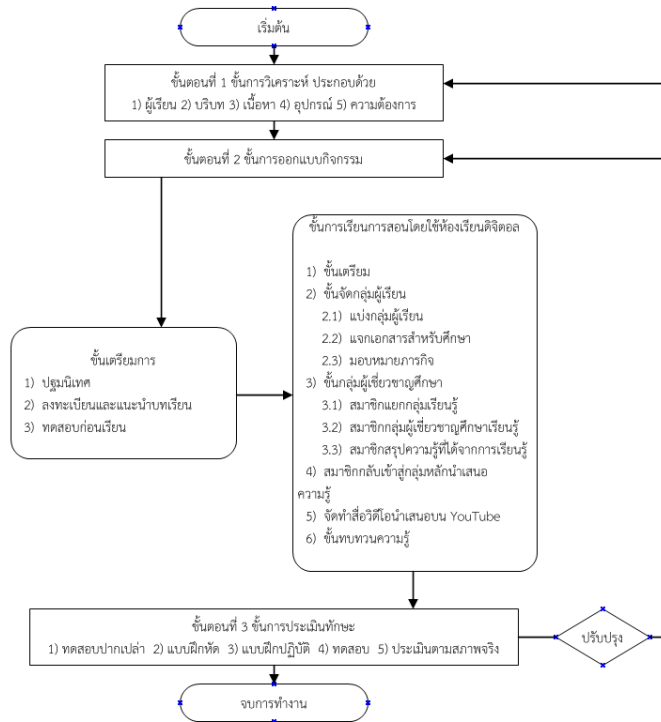 เริ่มต้น
ขั้นตอนที่ 1 ขั้นการวิเคราะห์ ประกอบด้วย
1) ผู้เรียน 2) บริบท 3) เนื้อหา 4) อุปกรณ์ 5) ความต้องการ
ขั้นตอนที่ 2 ขั้นการออกแบบกิจกรรม
ขั้นเตรียมการ
1) ปฐมนิเทศ
2) ลงทะเบียนและแนะนำบทเรียน
3) ทดสอบก่อนเรียน
ขั้นการเรียนการสอนโดยใช้ห้องเรียนดิจิตอล
1) ขั้นเตรียม
2) ขั้นจัดกลุ่มผู้เรียน
2.1) แบ่งกลุ่มผู้เรียน
2.2) แจกเอกสารสำหรับศึกษา
2.3) มอบหมายภารกิจ
3) ขั้นกลุ่มผู้เชี่ยวชาญศึกษา
3.1) สมาชิกแยกกลุ่มเรียนรู้
3.2) สมาชิกกลุ่มผู้เชี่ยวชาญศึกษาเรียนรู้
3.3) สมาชิกสรุปความรู้ที่ได้จากการเรียนรู้
4) สมาชิกกลับเข้าสู่กลุ่มหลักนำเสนอ
ความรู้
5) จัดทำสื่อวิดีโอนำเสนอบน YouTube
6) ขั้นทบทวนความรู้
ขั้นตอนที่ 3 ขั้นการประเมินทักษะ
1) ทดสอบปากเปล่า 2) แบบฝึกหัด 3) แบบฝึกปฏิบัติ 4) ทดสอบ 5) ประเมินตามสภาพจริง
ปรับปรุง
จบการทำงาน